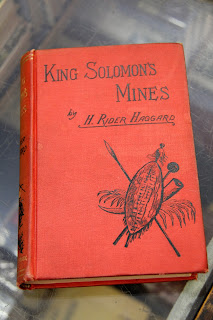 KING SOLOMON'S
MINES
by
H. RIDER HAGGARD